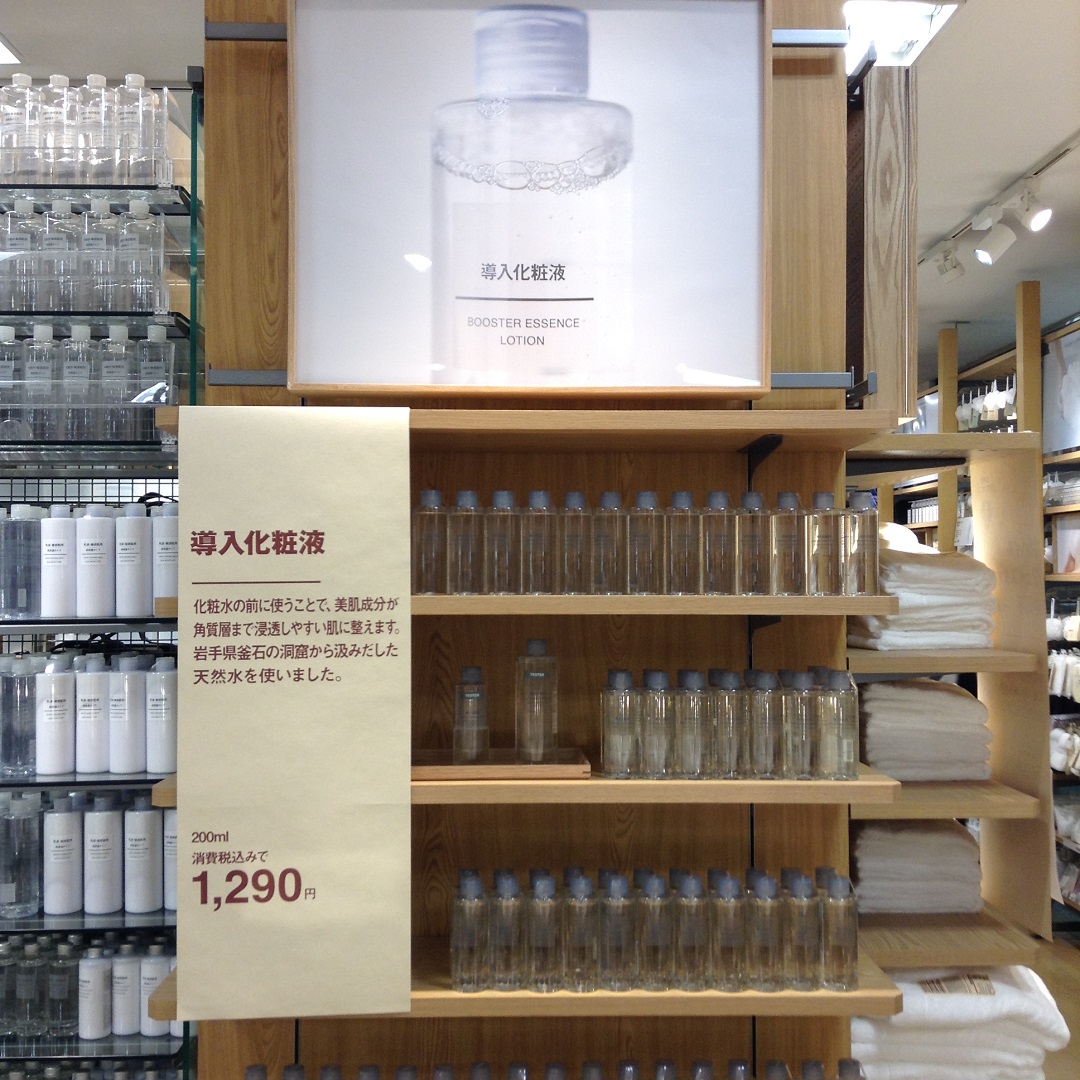 導入化粧液
BOOSTER ESSENCE
LOTION
導入化粧液
化粧水の前に使うことで、美肌成分が
角質層まで浸透しやすい肌に整えます。
岩手県釜石の洞窟から汲みだした
天然水を使いました。
200ml
消費税込みで
1,290円
TESTER
TESTER